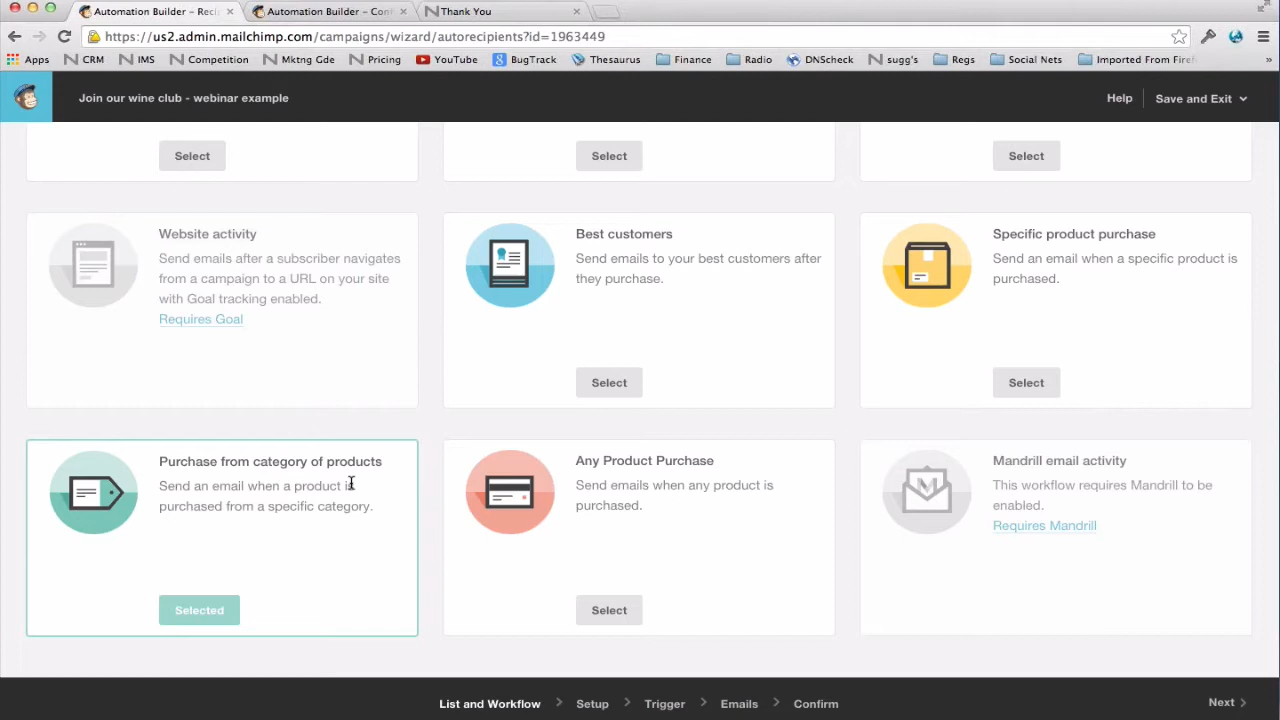 Automation Builder - Reci
Automation Builder - Conf
Thank You
https://us2.admin.mailchimp.com/campaigns/wizard/autorecipients?id=1963449
Apps
CRM
IMS
Competition
Mktng Gde
Pricing
YouTube
BugTrack
Thesaurus
Finance
Radio
DNScheck
sugg's
Regs
Social Nets
Imported From Firef
»
Join our wine club - webinar example
Help
Save and Exit
Select
Select
Select
Website activity
Send email after a subscriber navigates
from a campaign to a URL on your site
with Goal tracking enabled.
Requires Goal
Best customers
Send emails to your best customers after
they purchase.
Select
Specific product purchase
Send an email when a specific product is
purchased.
Select
Purchase from category of products
Send an email when a product is
purchased from a specific category.
Selected
Any Product Purchase
Send emails when any product is
purchased.
Select
Mandrill email activity
This workflow requires Mandrill to be
enabled.
Requires Mandrill
List and Workflow
Setup
Trigger
Emails
Confirm
Next